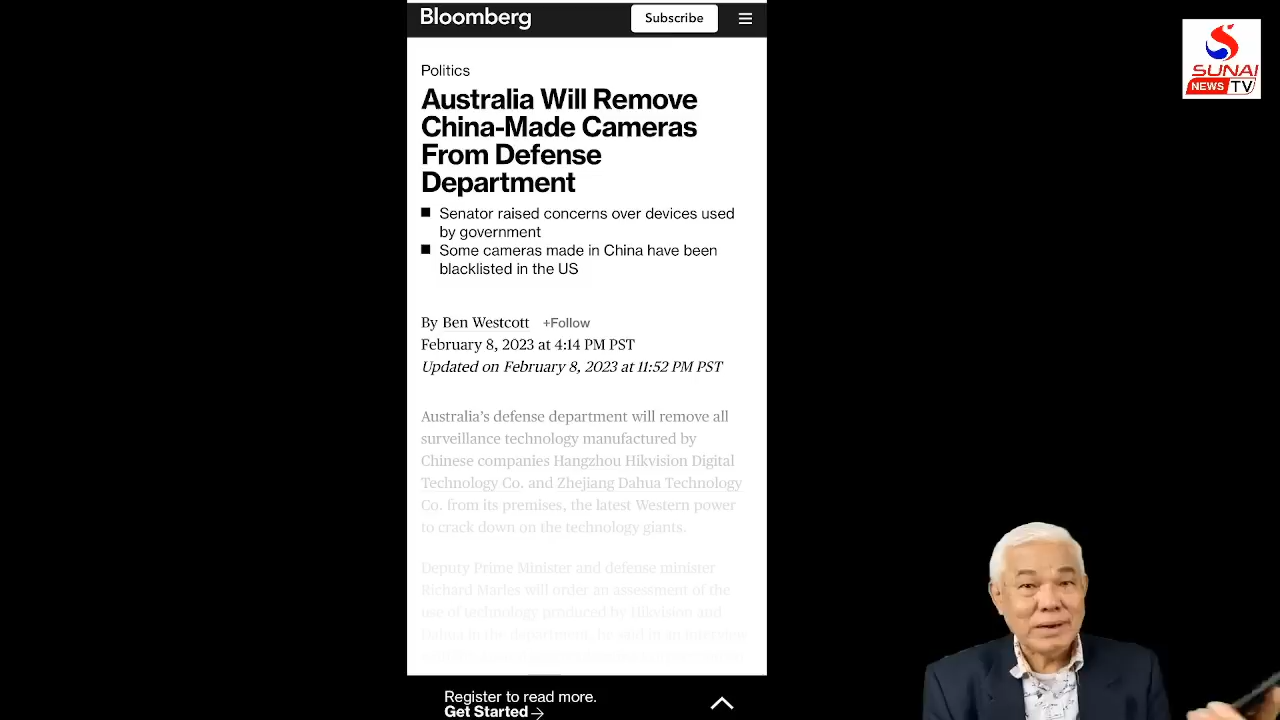 Bloomberg
Subscribe
SUNAI
NEWS TV
Politics
Australia Will Remove
China-Made Cameras
From Defense
Department
Senator raised concerns over devices used
by government
Some cameras made in China have been
blacklisted in the US
By Ben Westcott +Follow
February 8, 2023 at 4:14 PM PST
Updated on February 8, 2023 at 11:52 PM PST
Australia's defense department will remove all
surveillance technology manufactured by
Chinese companies Hangzhou Hikvision Digital
Technology Co. and Zhejiang Dahua Technology
Co. from its premises, the latest Western power
to crack down on the technology giants.
Deputy Prime Minister and defense minister
Richard Marles will order an assessment of the
use of technology produced by Hikvision and
Dahua in the department, he said in an interview
Register to read more.
Get Started